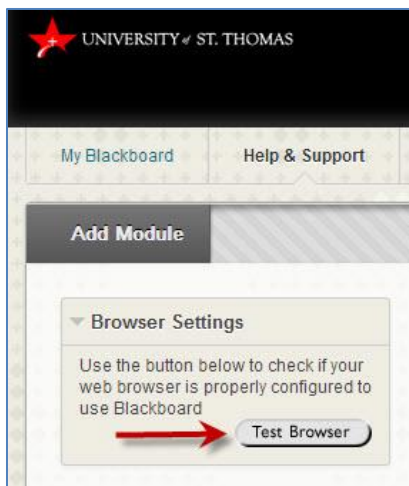 UNIVERSITY of ST. THOMAS
My Blackboard Help & Support
Add Module
Browser Settings
Use the button below to check if your
web browser is properly configured to
use Blackboard
Test Browser